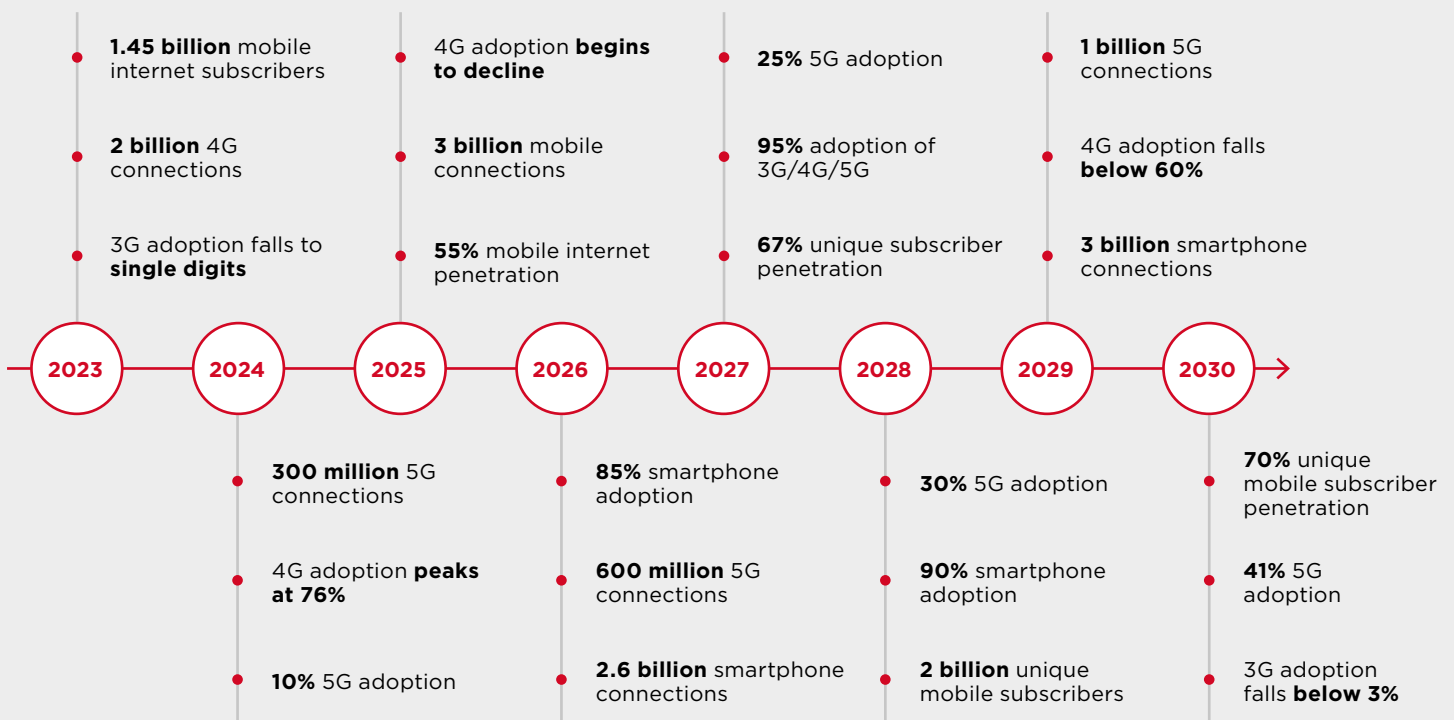 1.45 billion mobile
internet subscribers
2 billion 4G
connections
3G adoption falls to
single digits
4G adoption begins
to decline
3 billion mobile
connections
55% mobile internet
penetration
25% 5G adoption
95% adoption of
3G/4G/5G
67% unique subscriber
penetration
1 billion 5G
connections
4G adoption falls
below 60%
3 billion smartphone
connections
2023
2024
2025
2026
2027
2028
2029
2030
300 million 5G
connections
4G adoption peaks
at 76%
10% 5G adoption
85% smartphone
adoption
600 million 5G
connections
2.6 billion smartphone
connections
30% 5G adoption
90% smartphone
adoption
2 billion unique
mobile subscribers
70% unique
mobile subscriber
penetration
41% 5G
adoption
3G adoption
falls below 3%